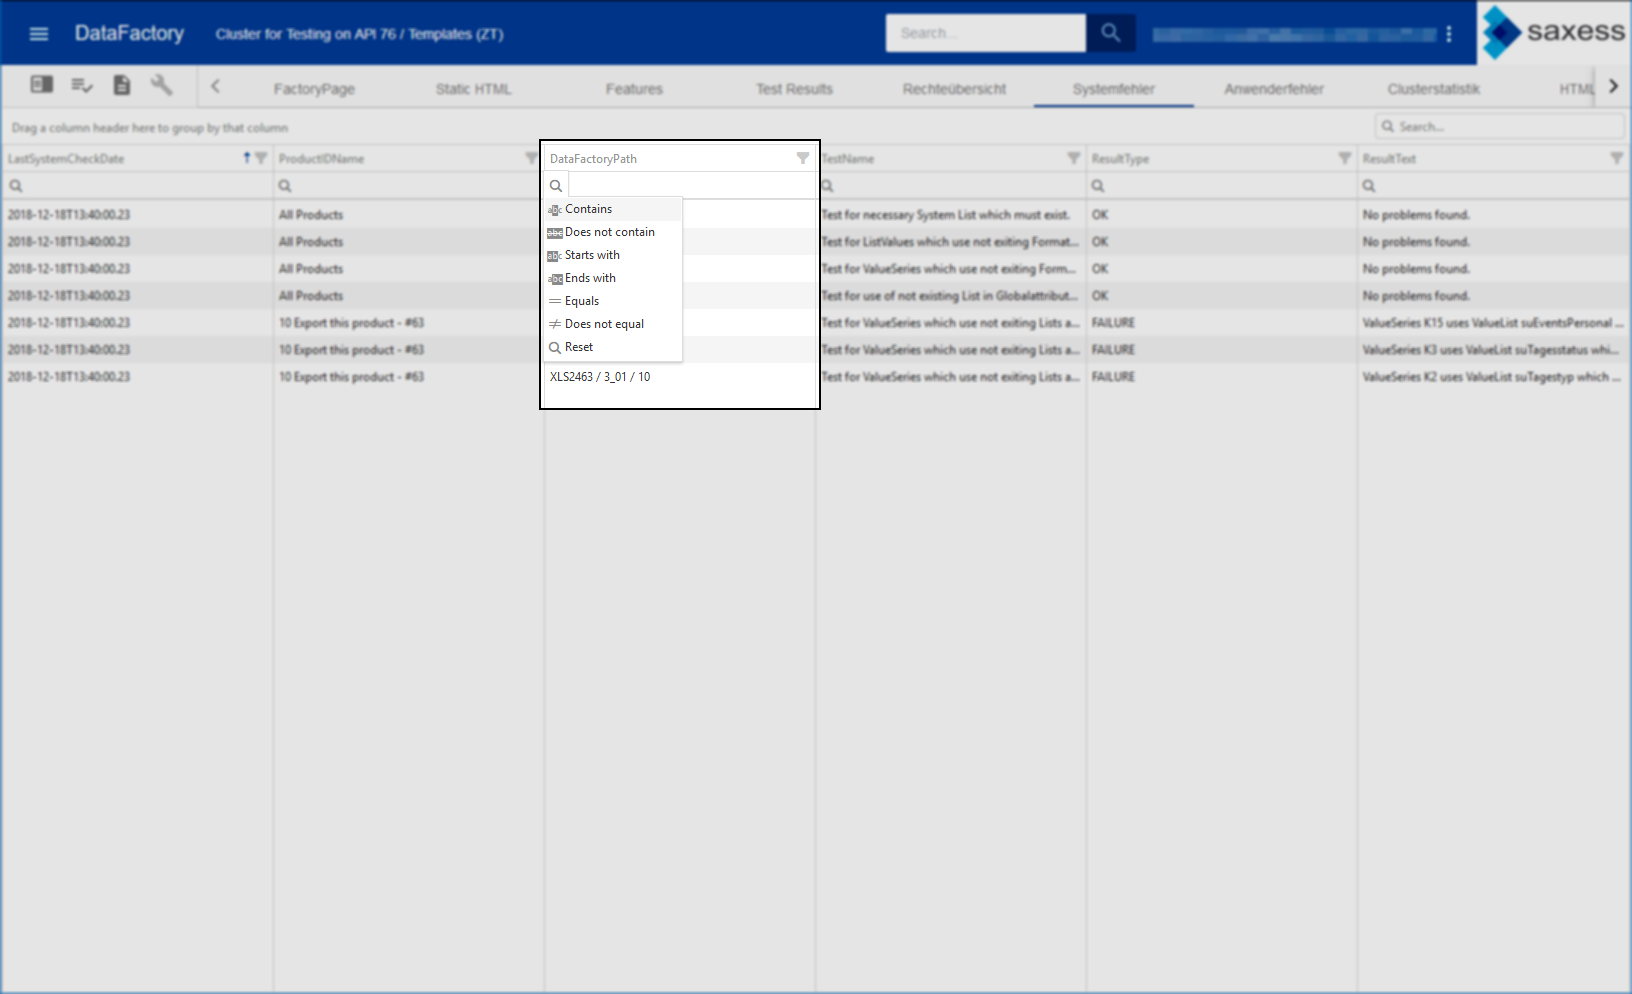 DataFactory Cluster for Testing on API 76 / Templates (ZT) Search... saxess
FactoryPage Static HTML Features Test Results Rechteübersicht Systemfehler Anwenderfehler Clusterstatistik HTML
Drag a column header here to group by that column Search...
LastSystemCheckDate ProductIDName DataFactoryPath TestName ResultType ResultText
2018-12-18T13:40:00.23 All Products Test for necessary System List which must exist. OK No problems found.
2018-12-18T13:40:00.23 All Products Test for ListValues which use not exiting Format... OK No problems found.
2018-12-18T13:40:00.23 All Products Test for ValueSeries which use not exiting Form... OK No problems found.
2018-12-18T13:40:00.23 All Products Test for use of not existing List in Globalattribut... OK No problems found.
2018-12-18T13:40:00.23 10 Export this product - #63 Test for ValueSeries which use not exiting Lists a... FAILURE ValueSeries K15 uses ValueList suEventsPersonal ...
2018-12-18T13:40:00.23 10 Export this product - #63 Test for ValueSeries which use not exiting Lists a... FAILURE ValueSeries K3 uses ValueList suTagesstatus whi...
2018-12-18T13:40:00.23 10 Export this product - #63 XLS2463 / 3_01 / 10 Test for ValueSeries which use not exiting Lists a... FAILURE ValueSeries K2 uses ValueList suTagestyp which ...
abc Contains
abc Does not contain
abc Starts with
abc Ends with
= Equals
≠ Does not equal
Reset